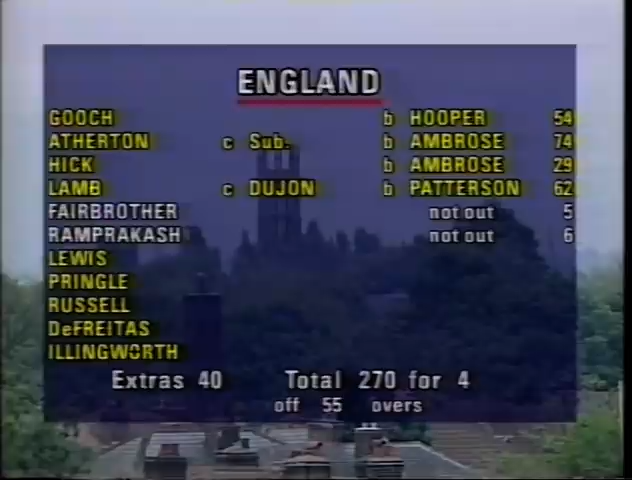 ENGLAND
GOOCH b HOOPER 54
ATHERTON c Sub. b AMBROSE 74
HICK b AMBROSE 29
LAMB c DUJON b PATTERSON 62
FAIRBROTHER not out 5
RAMPRAKASH not out 6
LEWIS
PRINGLE
RUSSELL
DeFREITAS
ILLINGWORTH
Extras 40 Total 270 for 4
off 55 overs